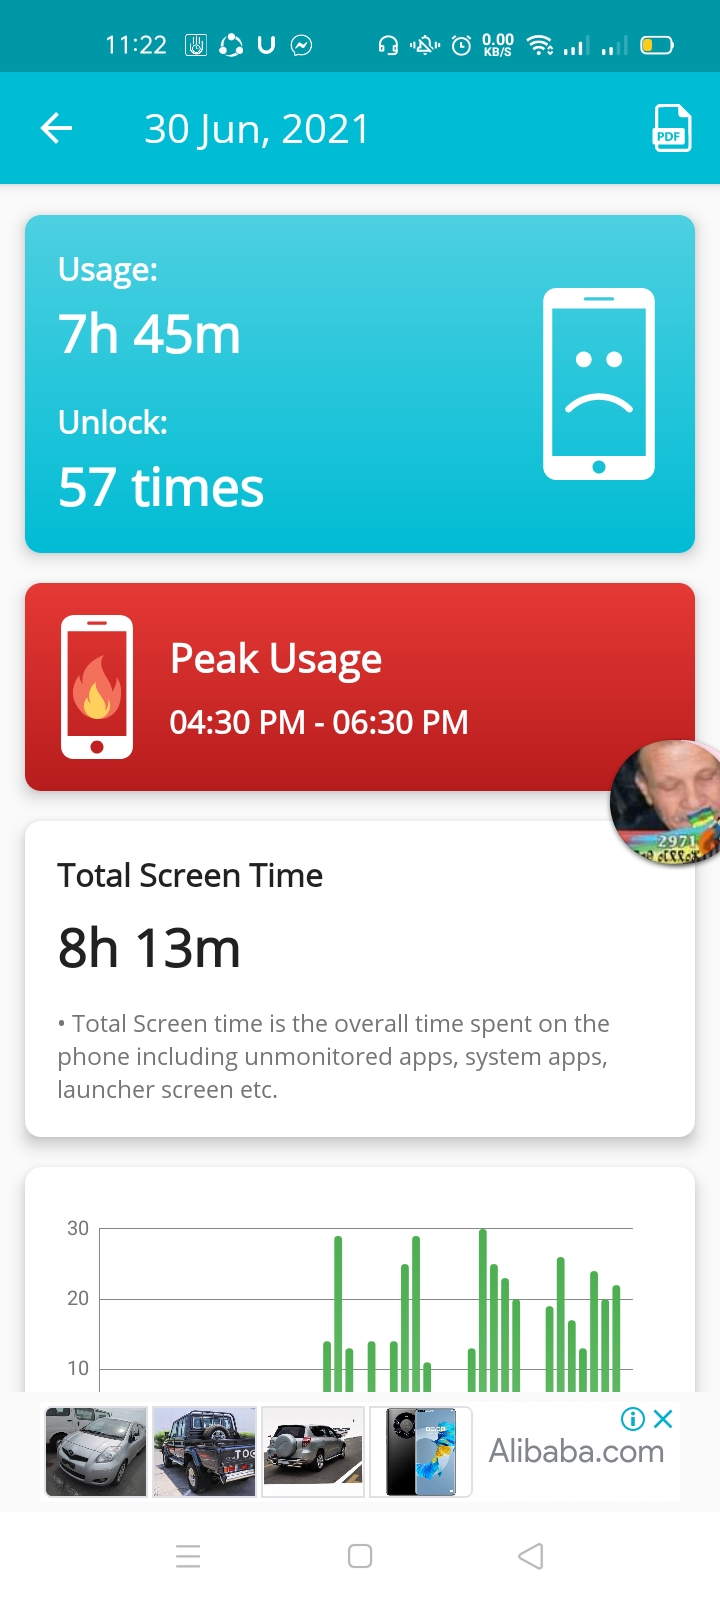 11:22
0.00
KB/S
30 Jun, 2021
PDF
Usage:
7h 45m
Unlock:
57 times
Peak Usage
04:30 PM - 06:30 PM
2971
Total Screen Time
8h 13m
• Total Screen time is the overall time spent on the
phone including unmonitored apps, system apps,
launcher screen etc.
30
20
10
Alibaba.com